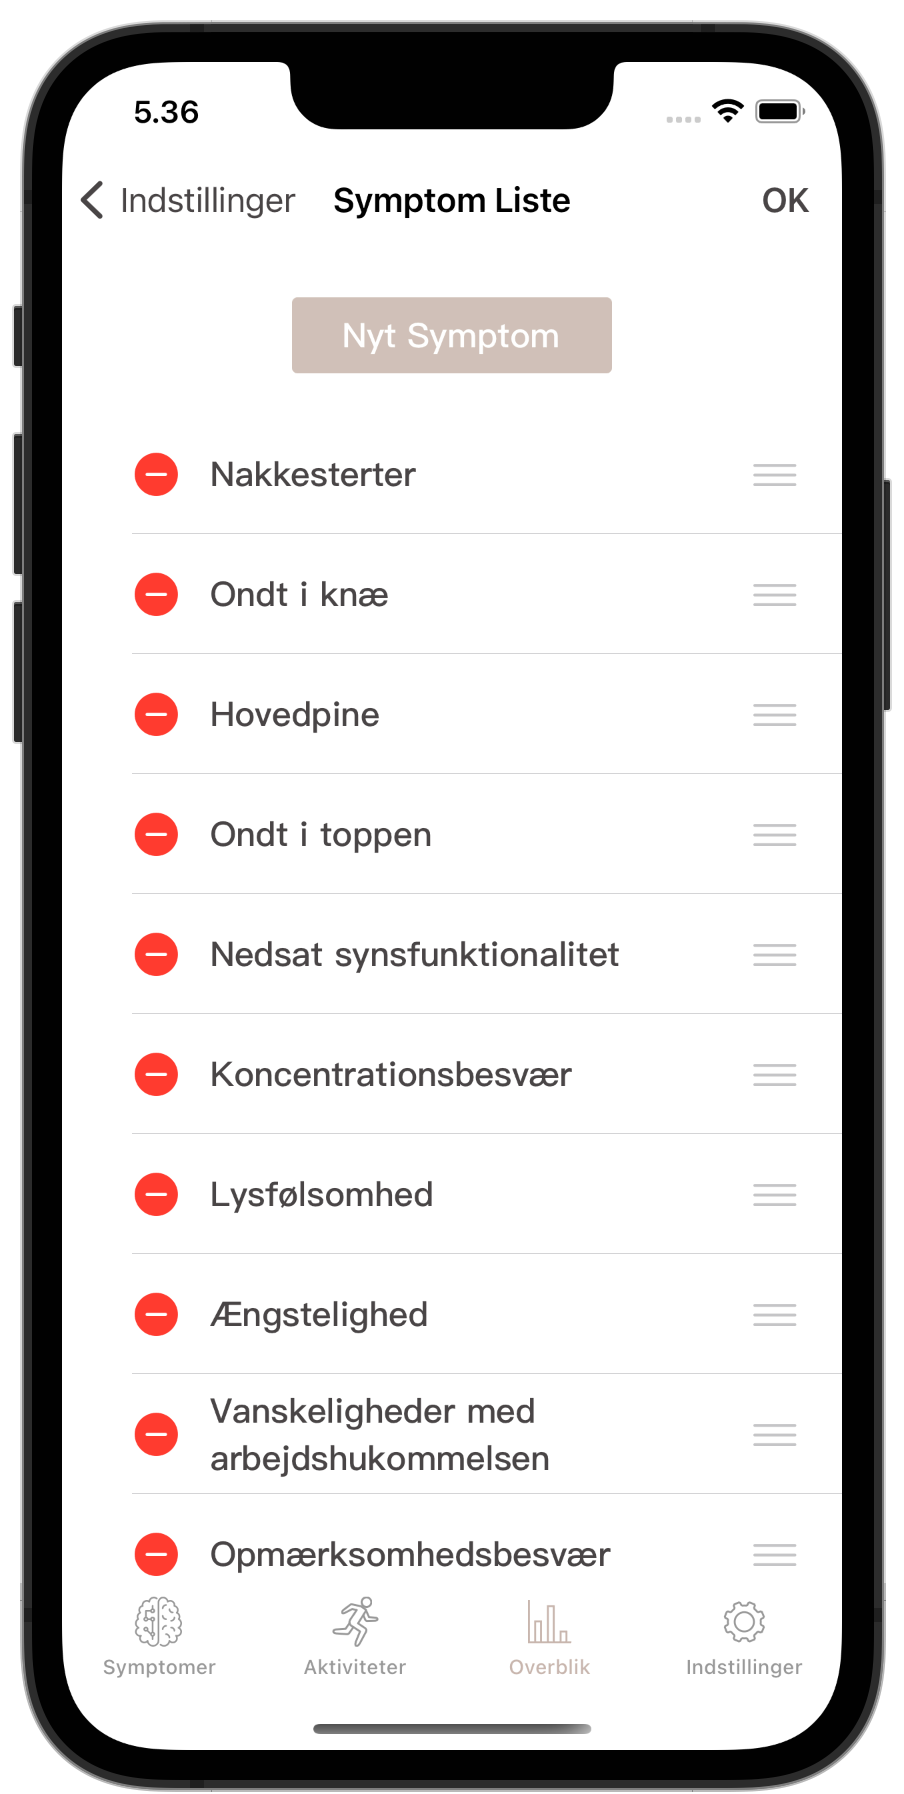 5.36
Indstillinger Symptom Liste OK
Nyt Symptom
Nakkesterter
Ondt i knæ
Hovedpine
Ondt i toppen
Nedsat synsfunktionalitet
Koncentrationsbesvær
Lysfølsomhed
Ængstelighed
Vanskeligheder med
arbejdshukommelsen
Opmærksomhedsbesvær
Symptomer Aktiviteter Overblik Indstillinger